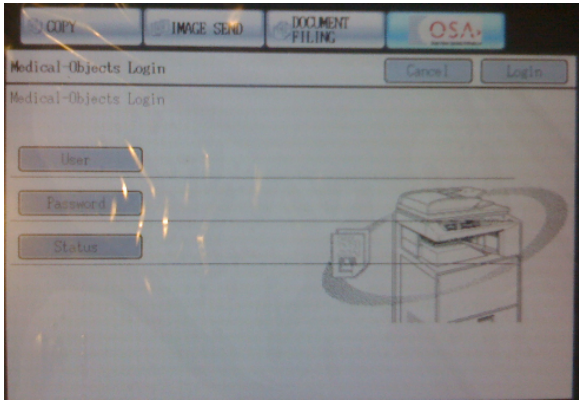 COPY
IMAGE SEND
DOCUMENT
FILING
OSA
Medical-Objects Login
Cancel
Login
Medical-Objects Login
User
Password
Status